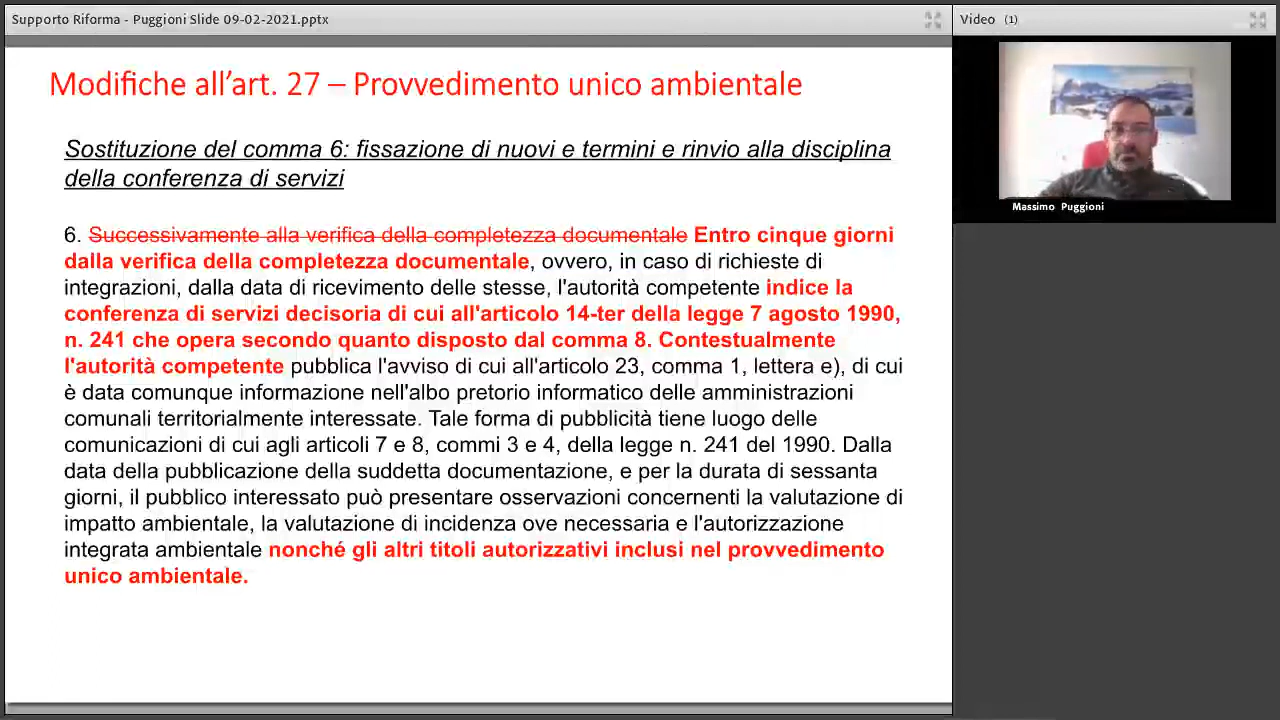 Supporto Riforma - Puggioni Slide 09-02-2021.pptx
Video (1)
Modifiche all'art. 27 – Provvedimento unico ambientale
Sostituzione del comma 6: fissazione di nuovi e termini e rinvio alla disciplina
della conferenza di servizi
6. Successivamente alla verifica della completezza documentale Entro cinque giorni
dalla verifica della completezza documentale, ovvero, in caso di richieste di
integrazioni, dalla data di ricevimento delle stesse, l'autorità competente indice la
conferenza di servizi decisoria di cui all'articolo 14-ter della legge 7 agosto 1990,
n. 241 che opera secondo quanto disposto dal comma 8. Contestualmente
l'autorità competente pubblica l'avviso di cui all'articolo 23, comma 1, lettera e), di cui
è data comunque informazione nell'albo pretorio informatico delle amministrazioni
comunali territorialmente interessate. Tale forma di pubblicità tiene luogo delle
comunicazioni di cui agli articoli 7 e 8, commi 3 e 4, della legge n. 241 del 1990. Dalla
data della pubblicazione della suddetta documentazione, e per la durata di sessanta
giorni, il pubblico interessato può presentare osservazioni concernenti la valutazione di
impatto ambientale, la valutazione di incidenza ove necessaria e l'autorizzazione
integrata ambientale nonché gli altri titoli autorizzativi inclusi nel provvedimento
unico ambientale.
Massimo Puggioni